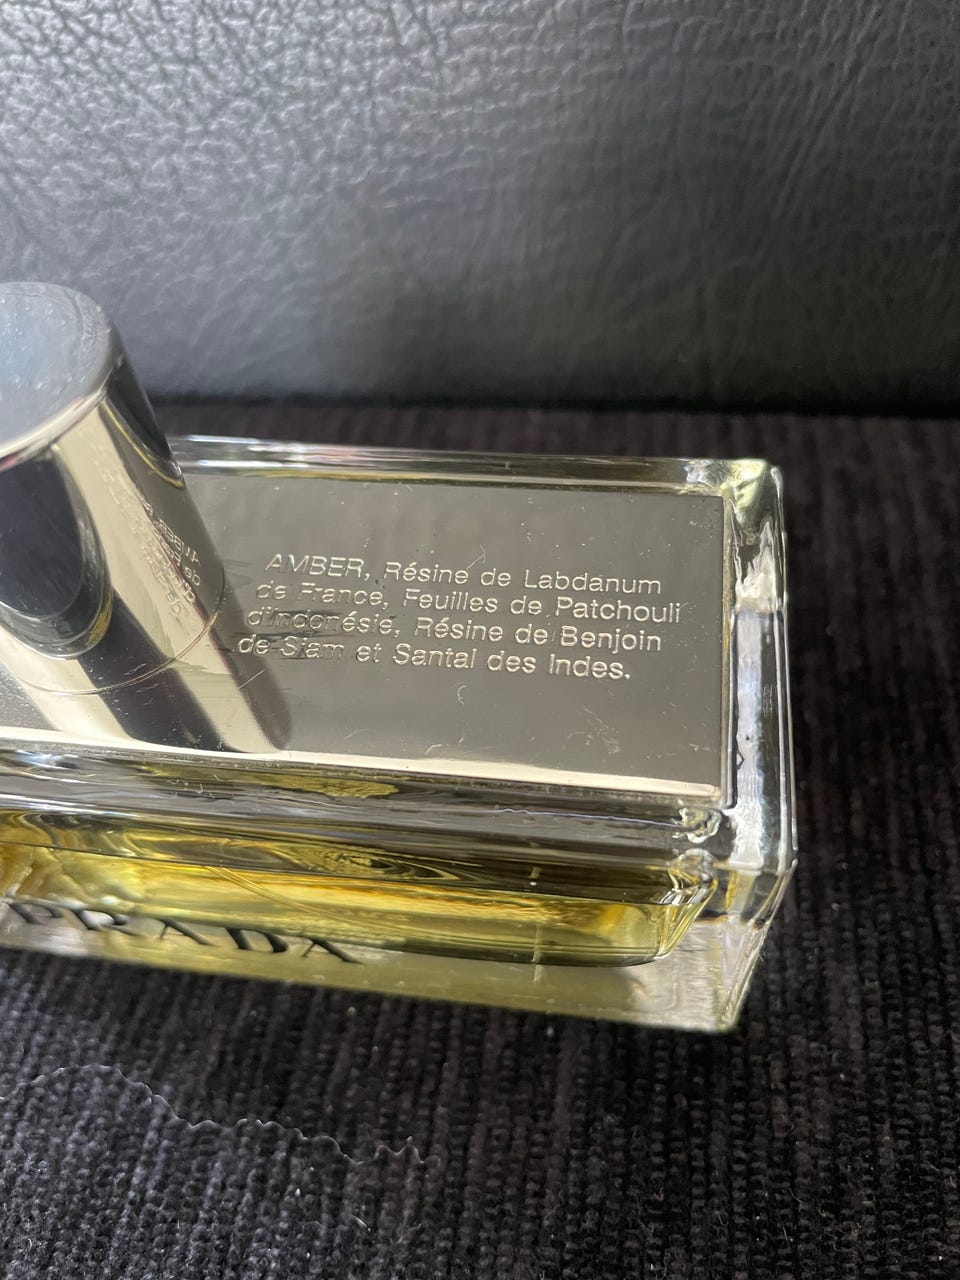 AMBER, Résine de Labdanum
de France, Feuilles de Patchouli
d'Indonésie, Résine de Benjoin
de Siam et Santal des Indes.
PRADA